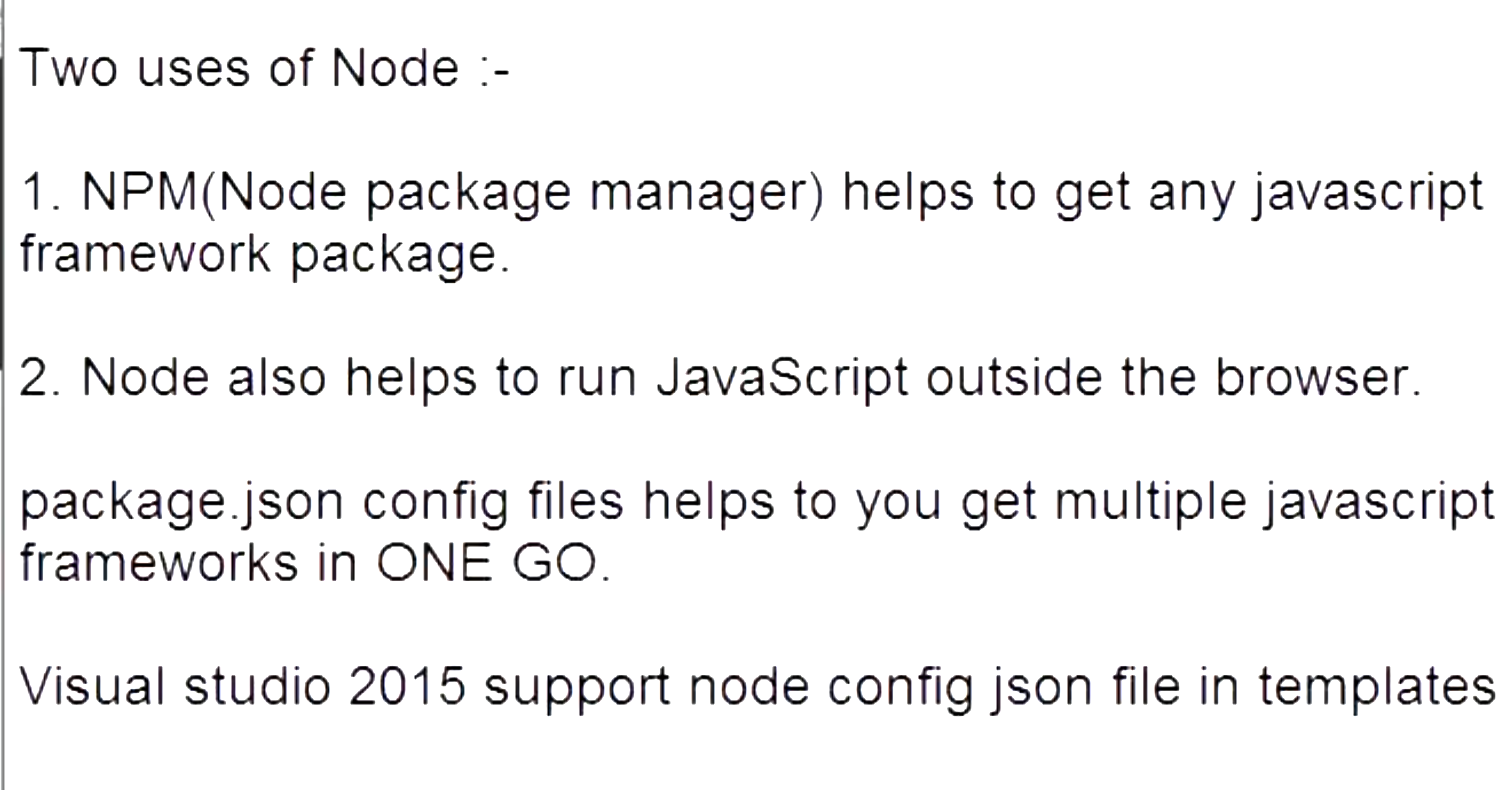 Two uses of Node :-
1. NPM(Node package manager) helps to get any javascript
framework package.
2. Node also helps to run JavaScript outside the browser.
package.json config files helps to you get multiple javascript
frameworks in ONE GO.
Visual studio 2015 support node config json file in templates